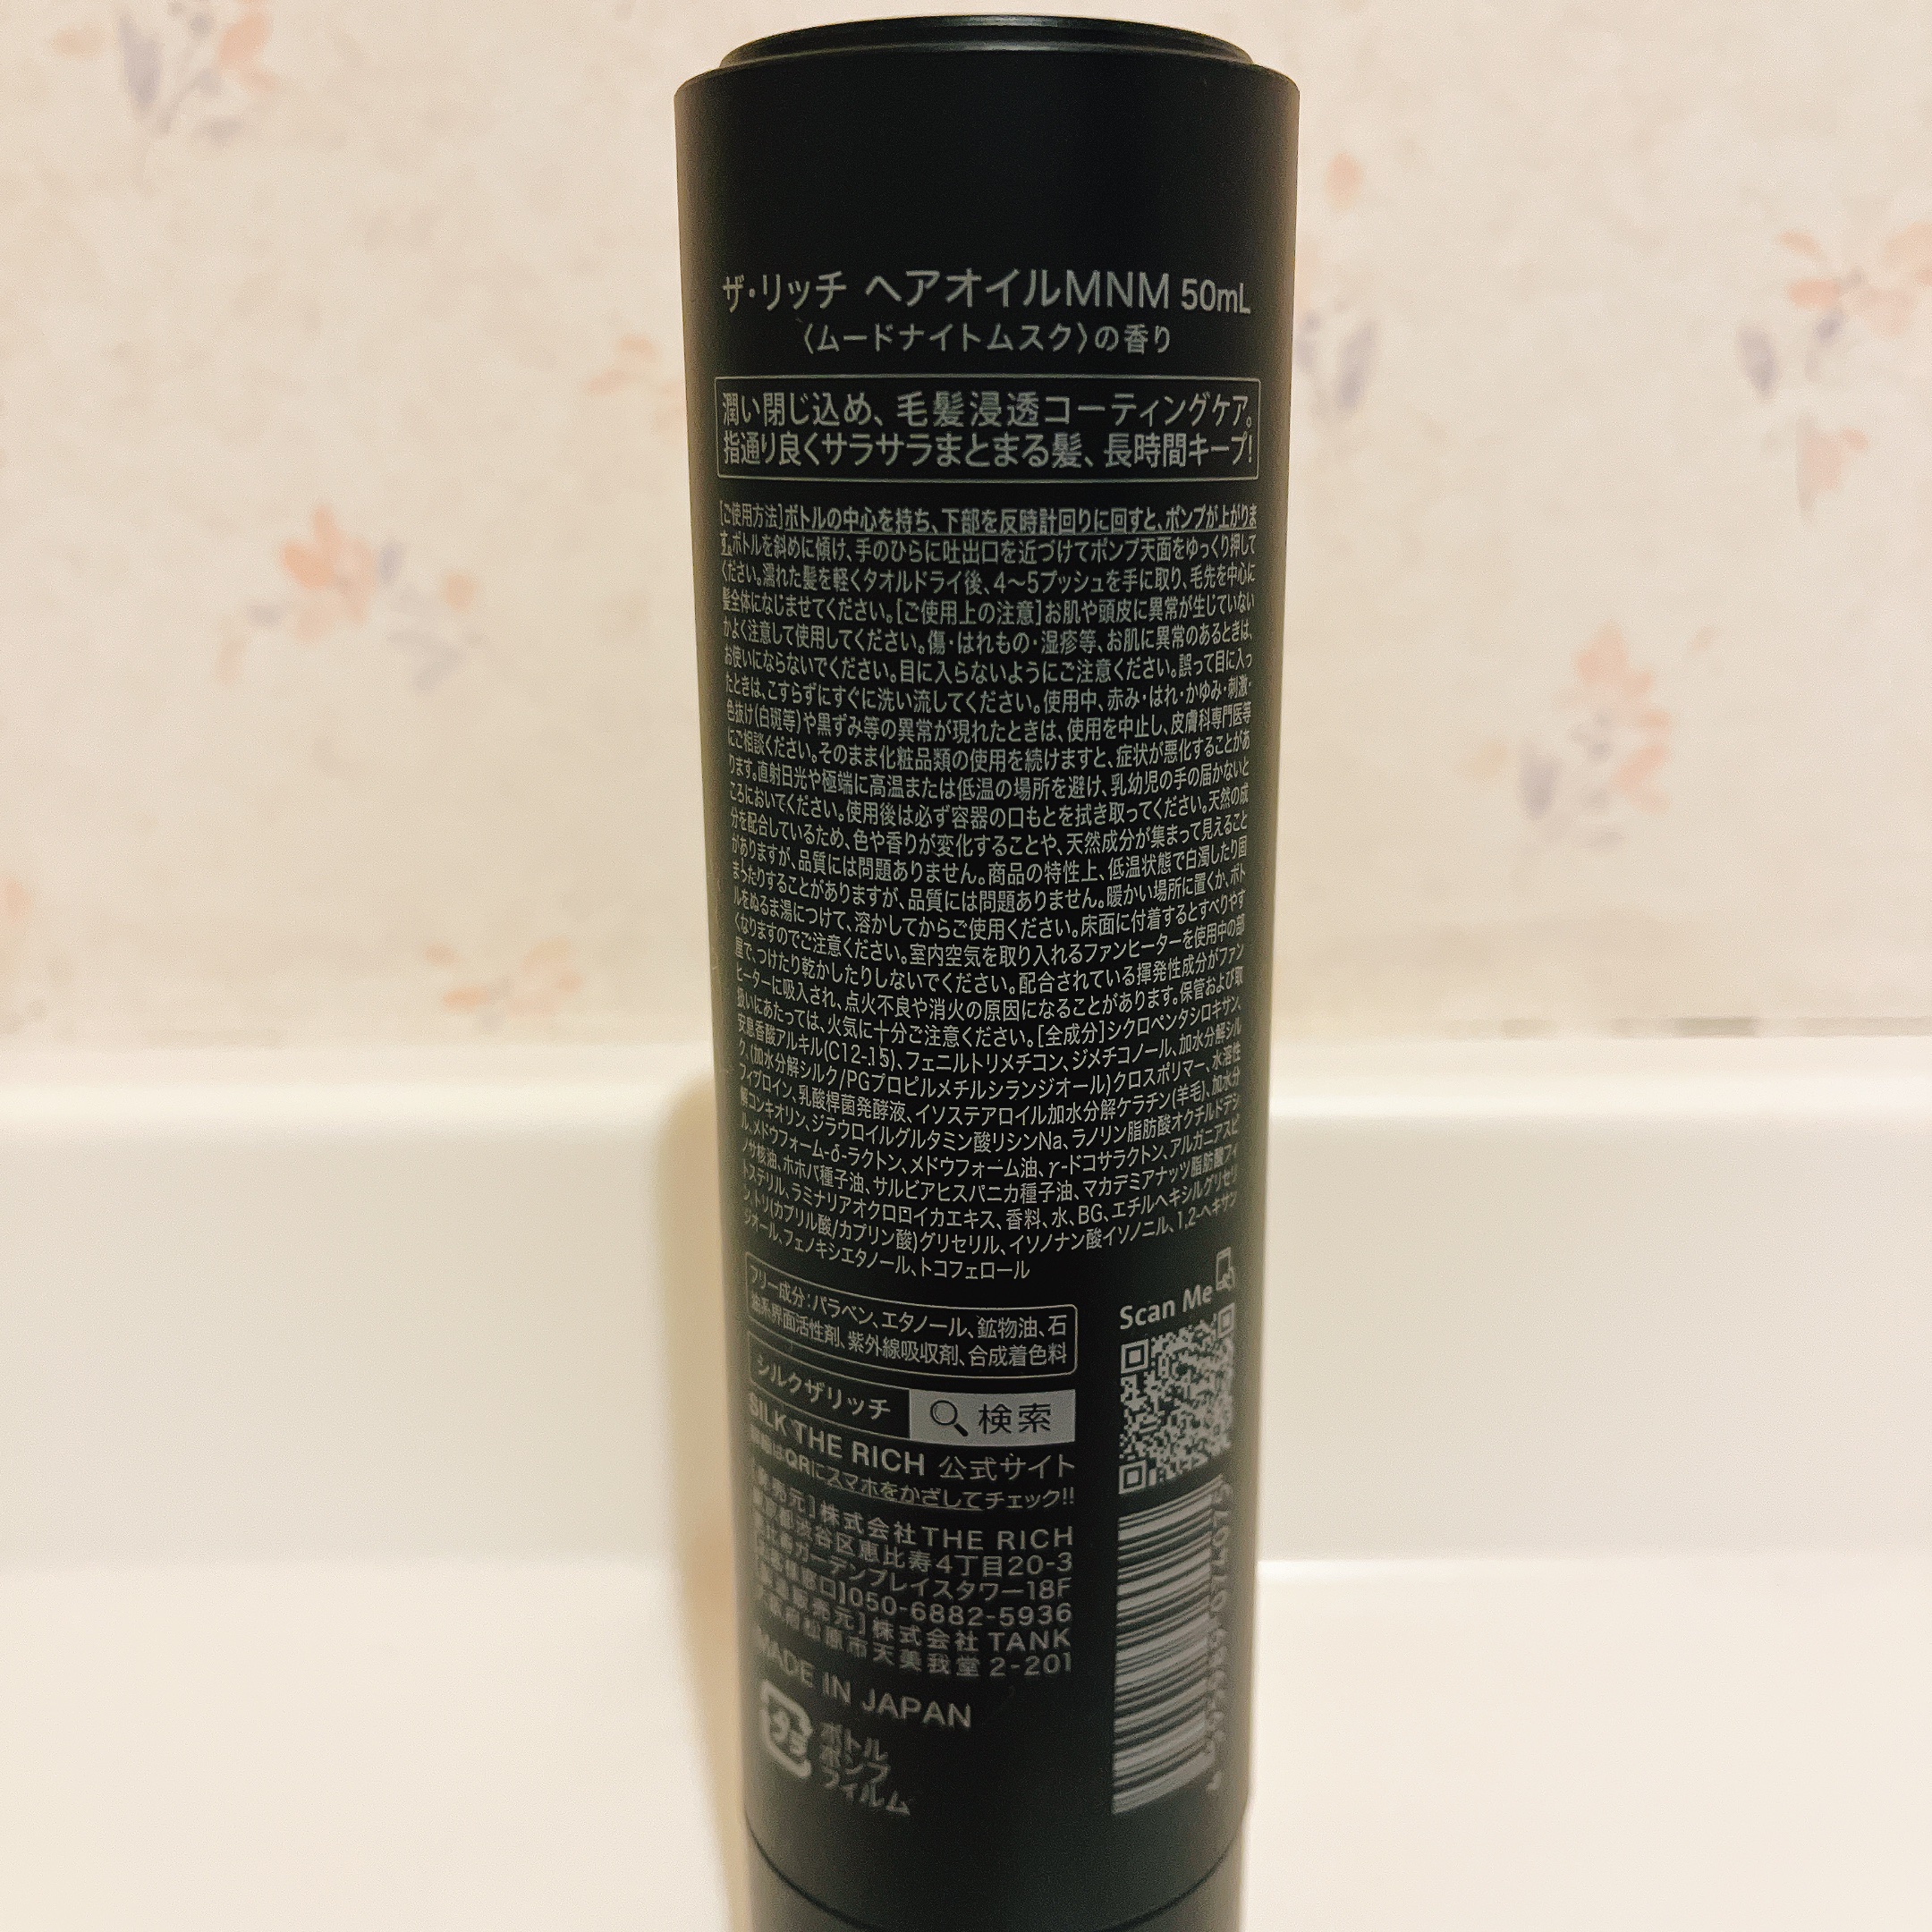 ザ・リッチ ヘアオイルMNM 50mL
〈ムードナイトムスク〉の香り
潤い閉じ込め、毛髪浸透コーティングケア。
指通り良くサラサラまとまる髪、長時間キープ!
[ご使用方法]ボトルの中心を持ち、下部を反時計回りに回すと、ポンプが上がりま
す。ボトルを斜めに傾け、手のひらに吐出口を近づけてポンプ天面をゆっくり押して
ください。濡れた髪を軽くタオルドライ後、4〜5プッシュを手に取り、毛先を中心に
髪全体になじませてください。[ご使用上の注意]お肌や頭皮に異常が生じていない
かよく注意して使用してください。傷・はれもの・湿疹等、お肌に異常のあるときは、
お使いにならないでください。目に入らないようにご注意ください。誤って目に入っ
たときは、こすらずにすぐに洗い流してください。使用中、赤み・はれ・かゆみ・刺激・
色抜け(白斑等)や黒ずみ等の異常が現れたときは、使用を中止し、皮膚科専門医等
にご相談ください。そのまま化粧品類の使用を続けますと、症状が悪化することがあ
ります。直射日光や極端に高温または低温の場所を避け、乳幼児の手の届かないと
ころにおいてください。使用後は必ず容器の口もとを拭き取ってください。天然の成
分を配合しているため、色や香りが変化することや、天然成分が集まって見えること
がありますが、品質には問題ありません。商品の特性上、低温状態で白濁したり固
まったりすることがありますが、品質には問題ありません。暖かい場所に置くか、ボト
ルをぬるま湯につけて、溶かしてからご使用ください。床面に付着するとすべりやす
くなりますのでご注意ください。室内空気を取り入れるファンヒーターを使用中の部
屋で、つけたり乾かしたりしないでください。配合されている揮発性成分がファン
ヒーターに吸入され、点火不良や消火の原因になることがあります。保管および取
扱いにあたっては、火気に十分ご注意ください。[全成分]シクロペンタシロキサン、
安息香酸アルキル(C12-15)、フェニルトリメチコン、ジメチコノール、加水分解シル
ク、(加水分解シルク/PGプロピルメチルシランジオール)クロスポリマー、水溶性
フィブロイン、乳酸桿菌発酵液、イソステアロイル加水分解ケラチン(羊毛)、加水分
解コンキオリン、ジラウロイルグルタミン酸リシンNa、ラノリン脂肪酸オクチルドデシ
ル、メドウフォーム-δ-ラクトン、メドウフォーム油、γ-ドコサラクトン、アルガニアスピ
ノサ核油、ホホバ種子油、サルビアヒスパニカ種子油、マカデミアナッツ脂肪酸フィ
トステリル、ラミナリアオクロロイカエキス、香料、水、BG、エチルヘキシルグリセリ
ン、トリ(カプリル酸/カプリン酸)グリセリル、イソノナン酸イソノニル、1,2-ヘキサン
ジオール、フェノキシエタノール、トコフェロール
フリー成分:パラベン、エタノール、鉱物油、石
油系界面活性剤、紫外線吸収剤、合成着色料
Scan Me
シルクザリッチ 検索
SILK THE RICH 公式サイト
QRにスマホをかざしてチェック!!
[発売元]株式会社THE RICH
東京都渋谷区恵比寿4丁目20-3
恵比寿ガーデンプレイスタワー18F
050-6882-5936
株式会社 TANK
松原市天美我堂 2-201
MADE IN JAPAN
プラ
ボトル
ポンプ
フィルム